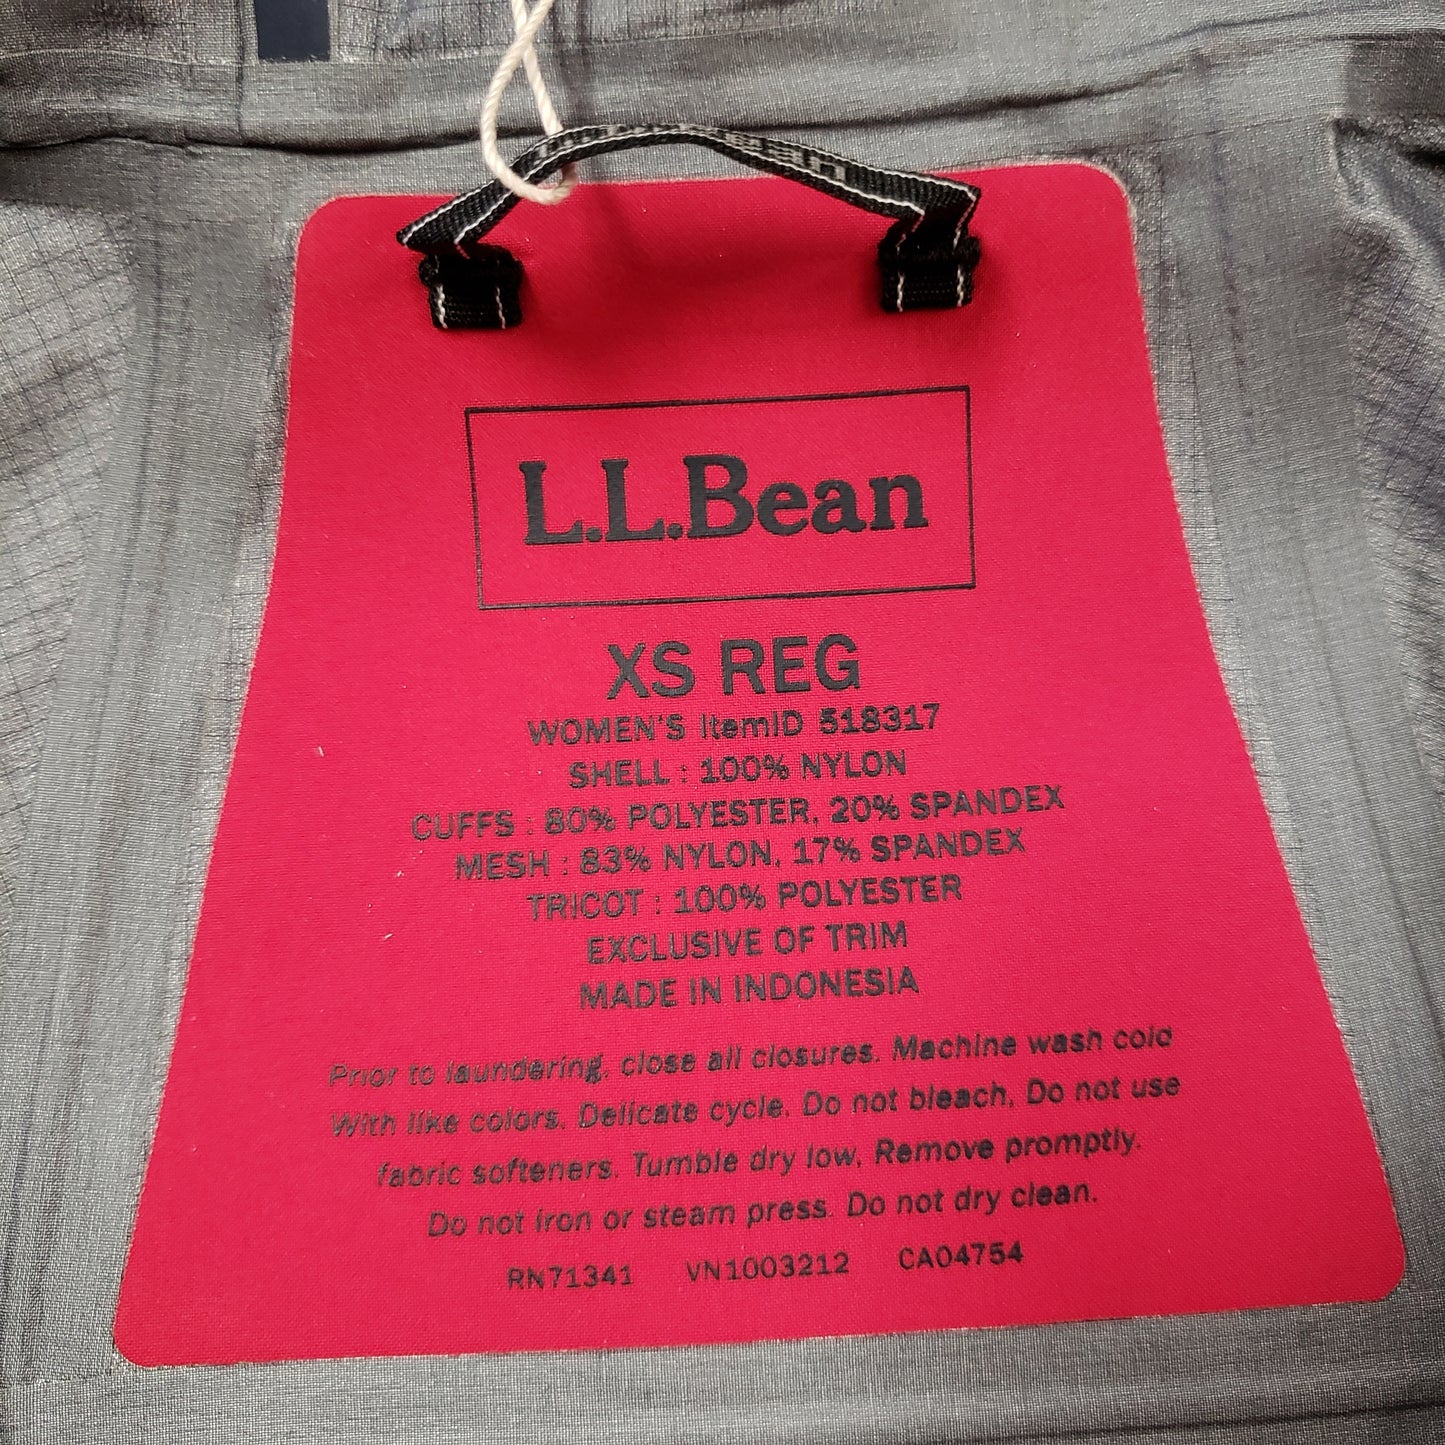 L.L.Bean
XS REG
WOMEN'S ItemID 518317
SHELL : 100% NYLON
CUFFS : 80% POLYESTER, 20% SPANDEX
MESH : 83% NYLON, 17% SPANDEX
TRICOT : 100% POLYESTER
EXCLUSIVE OF TRIM
MADE IN INDONESIA
Prior to laundering, close all closures. Machine wash cold
With like colors. Delicate cycle. Do not bleach. Do not use
fabric softeners. Tumble dry low. Remove promptly.
Do not iron or steam press. Do not dry clean.
RN71341 VN1003212 CA04754